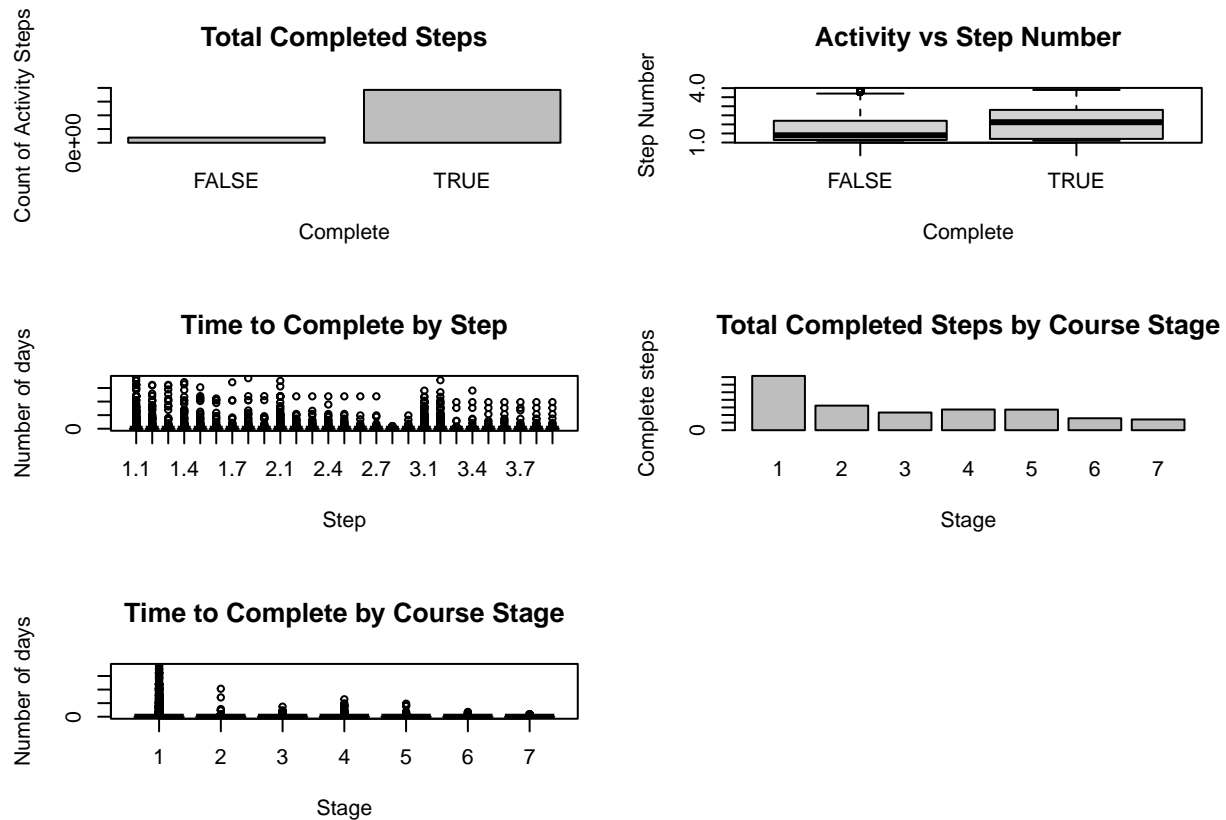 Total Completed Steps
Count of Activity Steps
0e+00
FALSE TRUE
Complete
Activity vs Step Number
Step Number
4.0
1.0
FALSE TRUE
Complete
Time to Complete by Step
Number of days
0
1.1 1.4 1.7 2.1 2.4 2.7 3.1 3.4 3.7
Step
Total Completed Steps by Course Stage
Complete steps
0
1 2 3 4 5 6 7
Stage
Time to Complete by Course Stage
Number of days
0
1 2 3 4 5 6 7
Stage